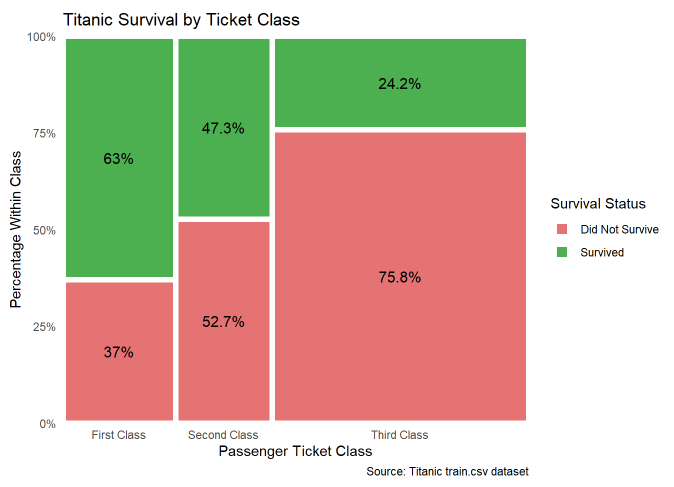 Titanic Survival by Ticket Class
100%
75%
50%
25%
0%
Percentage Within Class
63%
37%
47.3%
52.7%
24.2%
75.8%
First Class
Second Class
Third Class
Passenger Ticket Class
Survival Status
Did Not Survive
Survived
Source: Titanic train.csv dataset